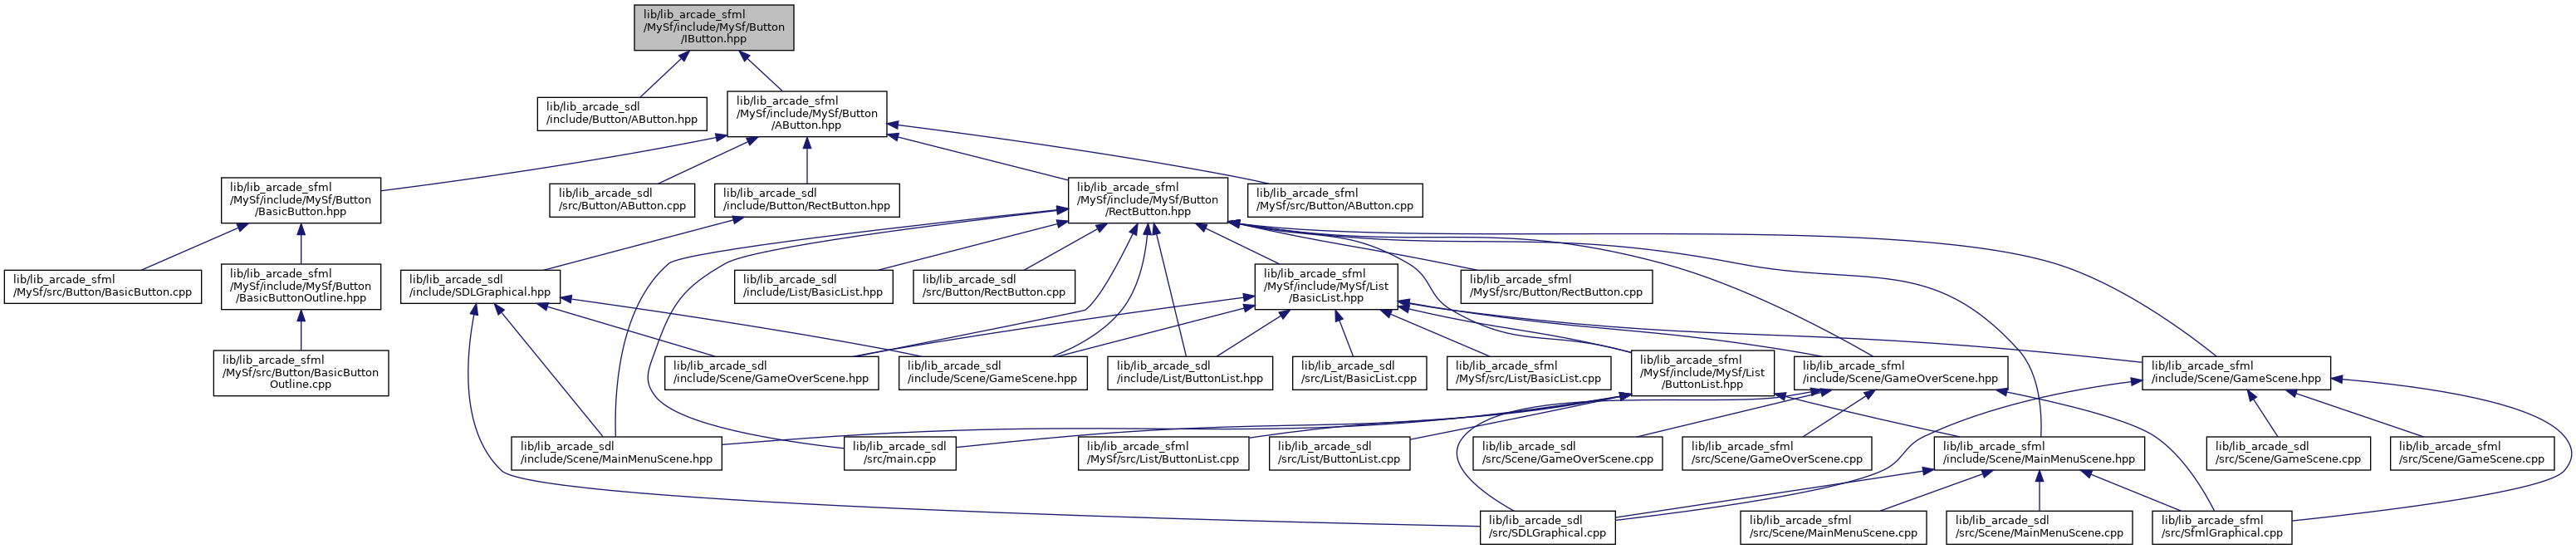 lib/lib_arcade_sfml
/MySf/include/MySf/Button
/IButton.hpp
lib/lib_arcade_sdl
/include/Button/AButton.hpp
lib/lib_arcade_sfml
/MySf/include/MySf/Button
/AButton.hpp
lib/lib_arcade_sfml
/MySf/include/MySf/Button
/BasicButton.hpp
lib/lib_arcade_sdl
/src/Button/AButton.cpp
lib/lib_arcade_sdl
/include/Button/RectButton.hpp
lib/lib_arcade_sfml
/MySf/include/MySf/Button
/RectButton.hpp
lib/lib_arcade_sfml
/MySf/src/Button/AButton.cpp
lib/lib_arcade_sfml
/MySf/src/Button/BasicButton.cpp
lib/lib_arcade_sfml
/MySf/include/MySf/Button
/BasicButtonOutline.hpp
lib/lib_arcade_sdl
/include/SDLGraphical.hpp
lib/lib_arcade_sdl
/include/List/BasicList.hpp
lib/lib_arcade_sdl
/src/Button/RectButton.cpp
lib/lib_arcade_sfml
/MySf/include/MySf/List
/BasicList.hpp
lib/lib_arcade_sfml
/MySf/src/Button/RectButton.cpp
lib/lib_arcade_sfml
/MySf/src/Button/BasicButton
Outline.cpp
lib/lib_arcade_sdl
/include/Scene/GameOverScene.hpp
lib/lib_arcade_sdl
/include/Scene/GameScene.hpp
lib/lib_arcade_sdl
/include/List/ButtonList.hpp
lib/lib_arcade_sdl
/src/List/BasicList.cpp
lib/lib_arcade_sfml
/MySf/src/List/BasicList.cpp
lib/lib_arcade_sfml
/MySf/include/MySf/List
/ButtonList.hpp
lib/lib_arcade_sfml
/include/Scene/GameOverScene.hpp
lib/lib_arcade_sfml
/include/Scene/GameScene.hpp
lib/lib_arcade_sdl
/include/Scene/MainMenuScene.hpp
lib/lib_arcade_sdl
/src/main.cpp
lib/lib_arcade_sfml
/MySf/src/List/ButtonList.cpp
lib/lib_arcade_sdl
/src/List/ButtonList.cpp
lib/lib_arcade_sdl
/src/Scene/GameOverScene.cpp
lib/lib_arcade_sfml
/src/Scene/GameOverScene.cpp
lib/lib_arcade_sfml
/include/Scene/MainMenuScene.hpp
lib/lib_arcade_sdl
/src/Scene/GameScene.cpp
lib/lib_arcade_sfml
/src/Scene/GameScene.cpp
lib/lib_arcade_sdl
/src/SDLGraphical.cpp
lib/lib_arcade_sfml
/src/Scene/MainMenuScene.cpp
lib/lib_arcade_sdl
/src/Scene/MainMenuScene.cpp
lib/lib_arcade_sfml
/src/SfmlGraphical.cpp